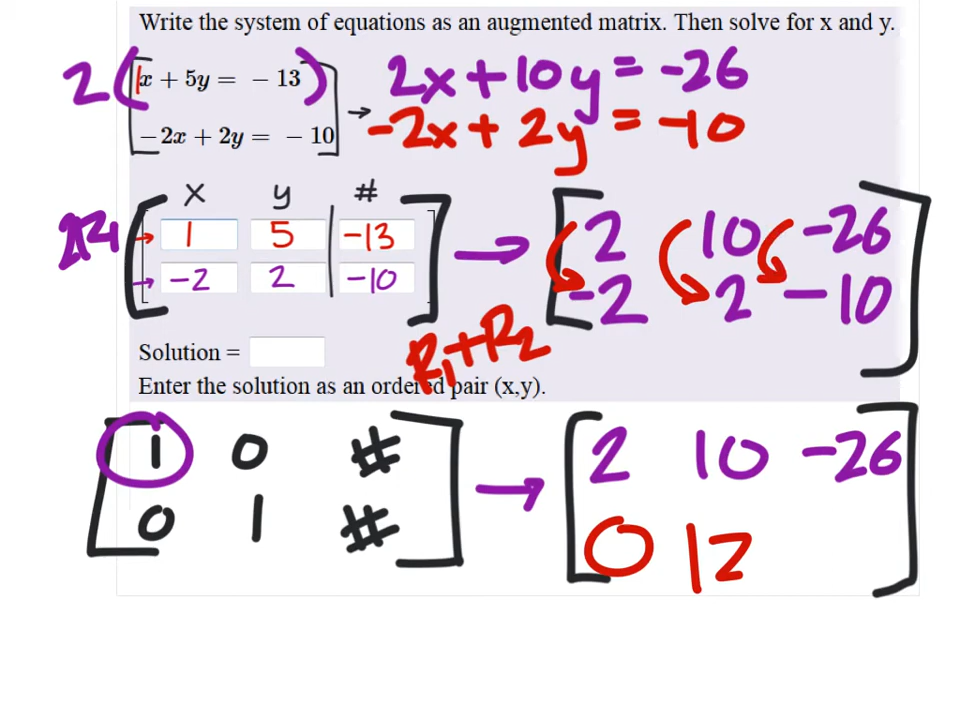 Write the system of equations as an augmented matrix. Then solve for x and y.
2 ( x + 5y = - 13 ) 2x + 10y = -26
- 2x + 2y = - 10 → -2x + 2y = -10
x y #
1 5 -13 → 2 10 -26
→ -2 2 -10 -2 2 -10
R1+R2
Solution =
Enter the solution as an ordered pair (x,y).
1 0 # → 2 10 -26
0 1 # 0 12